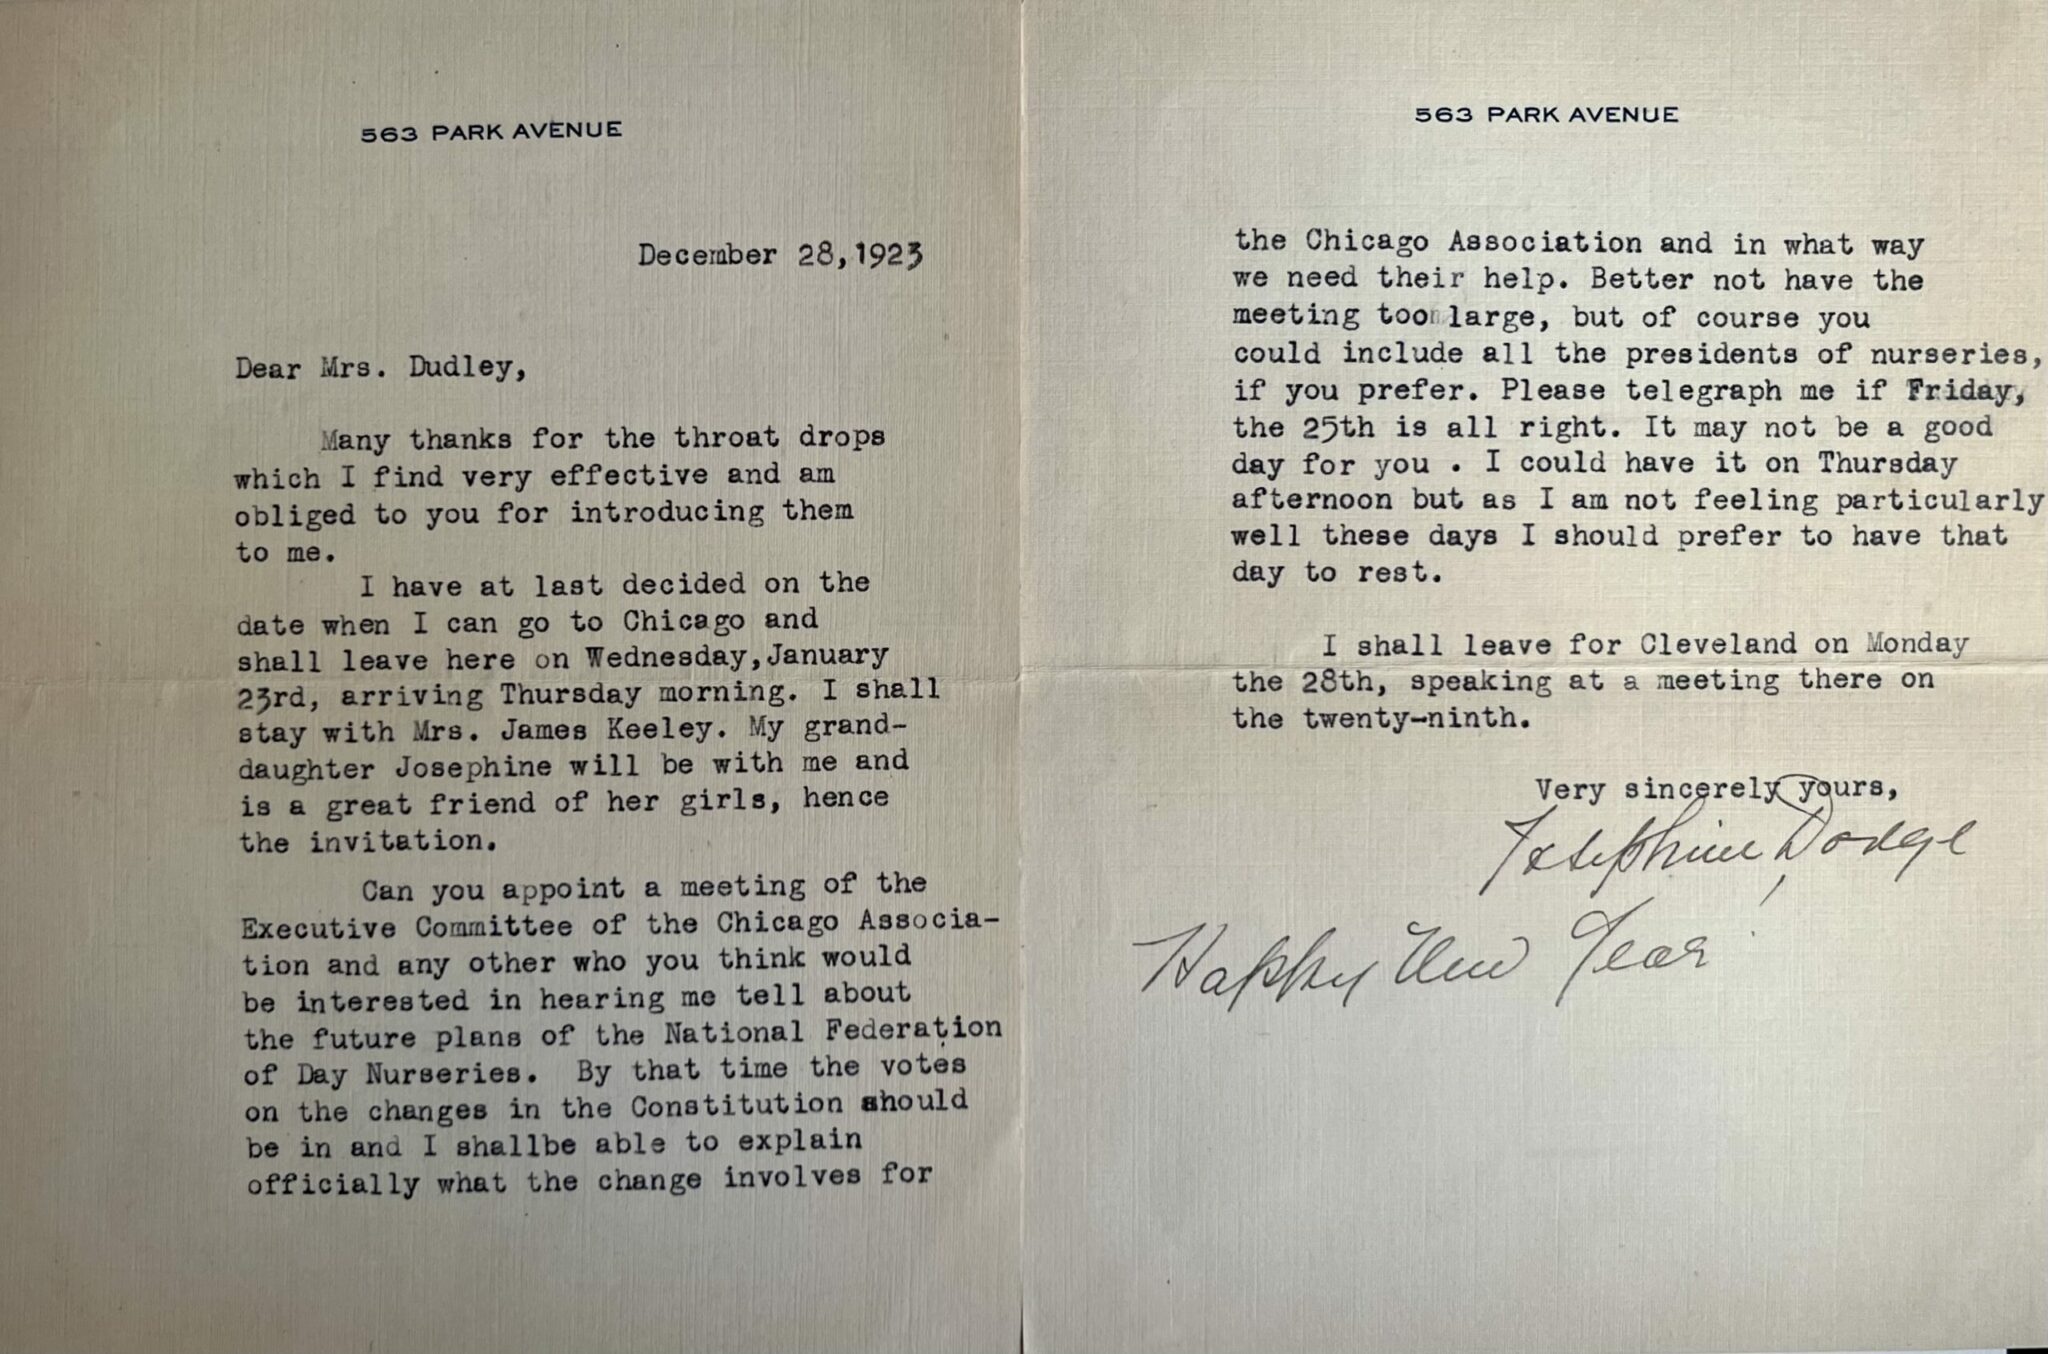 563 PARK AVENUE
December 28,1923
Dear Mrs. Dudley,
Many thanks for the throat drops
which I find very effective and am
obliged to you for introducing them
to me.
I have at last decided on the
date when I can go to Chicago and
shall leave here on Wednesday,January
23rd, arriving Thursday morning. I shall
stay with Mrs. James Keeley. My grand-
daughter Josephine will be with me and
is a great friend of her girls, hence
the invitation.
Can you appoint a meeting of the
Executive Committee of the Chicago Associa-
tion and any other who you think would
be interested in hearing me tell about
the future plans of the National Federation
of Day Nurseries. By that time the votes
on the changes in the Constitution should
be in and I shallbe able to explain
officially what the change involves for
563 PARK AVENUE
the Chicago Association and in what way
we need their help. Better not have the
meeting too large, but of course you
could include all the presidents of nurseries,
if you prefer. Please telegraph me if Friday,
the 25th is all right. It may not be a good
day for you . I could have it on Thursday
afternoon but as I am not feeling particularly
well these days I should prefer to have that
day to rest.
I shall leave for Cleveland on Monday
the 28th, speaking at a meeting there on
the twenty-ninth.
Very sincerely yours,
Josephine Dodge
Happy New Year